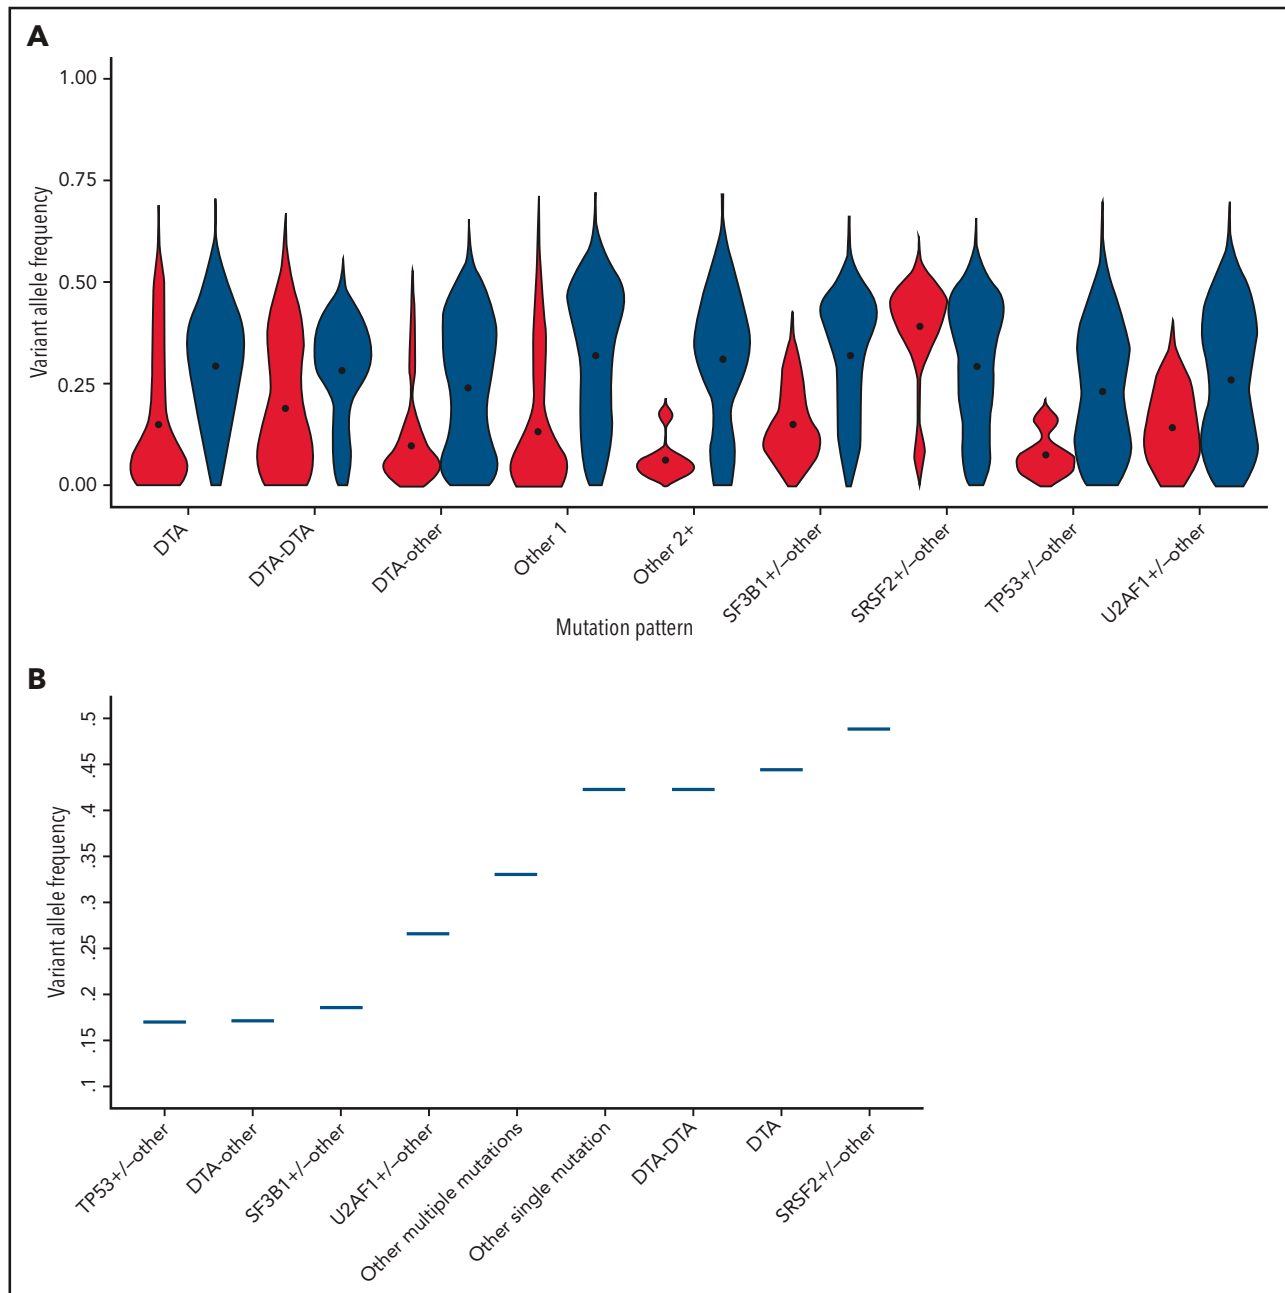 A
1.00
0.75
0.50
0.25
0.00
Variant allele frequency
DTA
DTA-DTA
DTA-other
Other 1
Other 2+
SF3B1+/–other
SRSF2+/–other
TP53+/–other
U2AF1+/–other
Mutation pattern
B
.5
.45
.4
.35
.3
.25
.2
.15
.1
Variant allele frequency
TP53+/–other
DTA-other
SF3B1+/–other
U2AF1+/–other
Other multiple mutations
Other single mutation
DTA-DTA
DTA
SRSF2+/–other